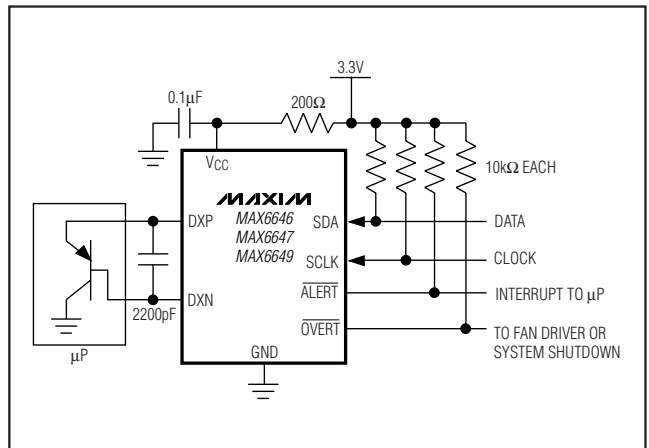 3.3V
0.1µF
200Ω
VCC
10kΩ EACH
MAXIM
MAX6646
MAX6647
MAX6649
DXP
SDA
DATA
SCLK
CLOCK
DXN
ALERT
INTERRUPT TO µP
2200pF
OVERT
TO FAN DRIVER OR
SYSTEM SHUTDOWN
GND
µP